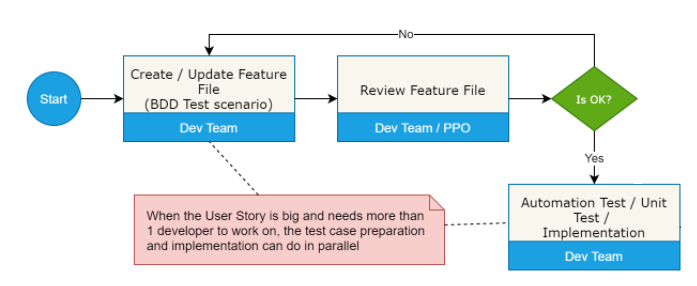 No
Start
Create / Update Feature
File
(BDD Test scenario)
Dev Team
Review Feature File
Dev Team / PPO
Is OK?
Yes
Automation Test / Unit
Test /
Implementation
Dev Team
When the User Story is big and needs more than
1 developer to work on, the test case preparation
and implementation can do in parallel